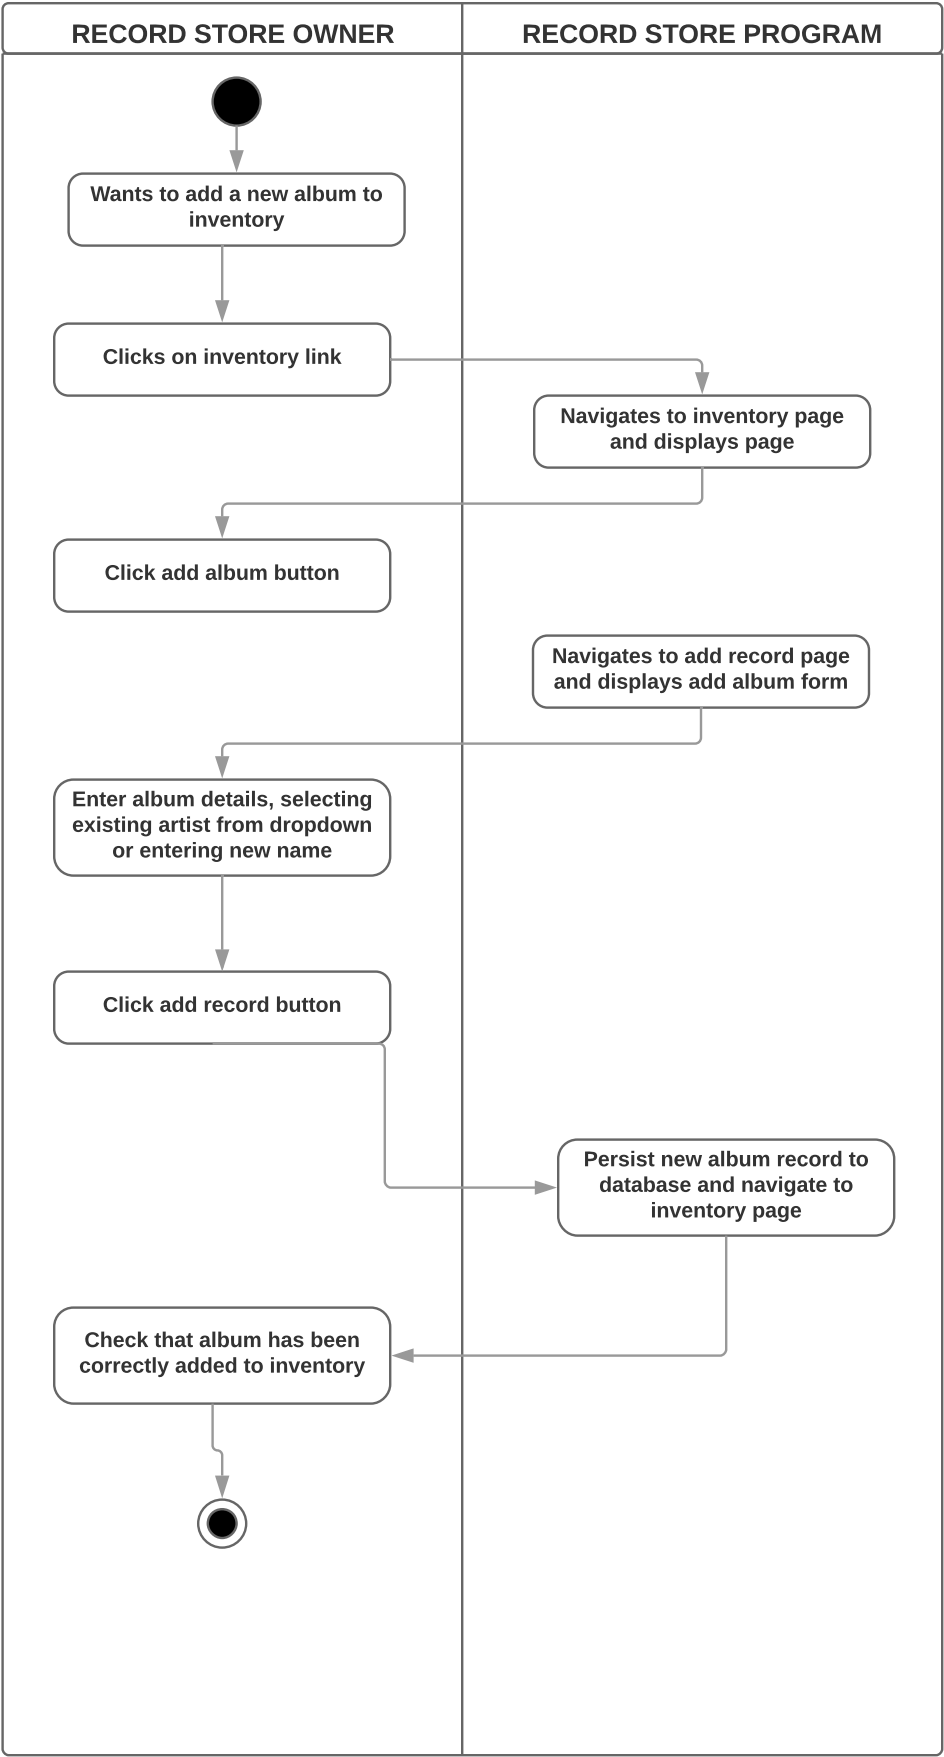 RECORD STORE OWNER
RECORD STORE PROGRAM
Wants to add a new album to
inventory
Clicks on inventory link
Navigates to inventory page
and displays page
Click add album button
Navigates to add record page
and displays add album form
Enter album details, selecting
existing artist from dropdown
or entering new name
Click add record button
Persist new album record to
database and navigate to
inventory page
Check that album has been
correctly added to inventory